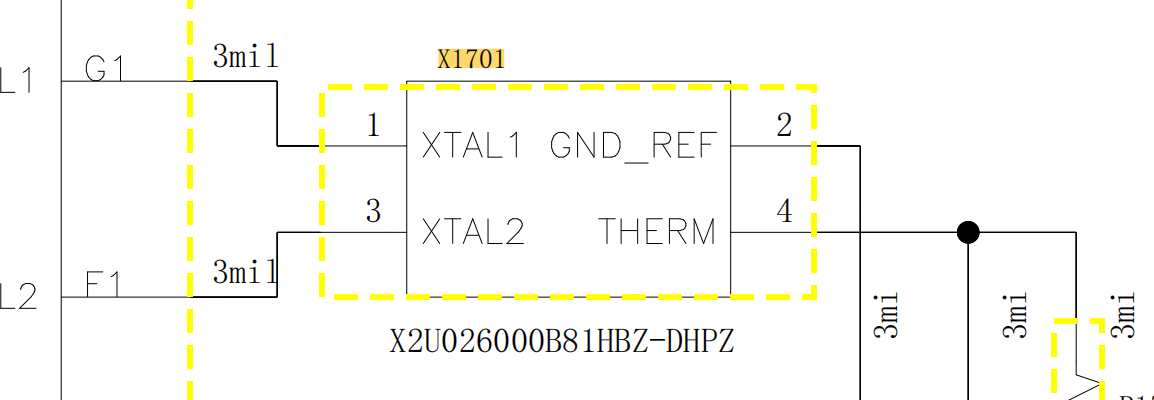 3mil
X1701
L1
G1
1
2
XTAL1
GND_REF
3
4
XTAL2
THERM
3mil
L2
F1
3mi
3mi
3mi
X2U026000B81HBZ-DHPZ